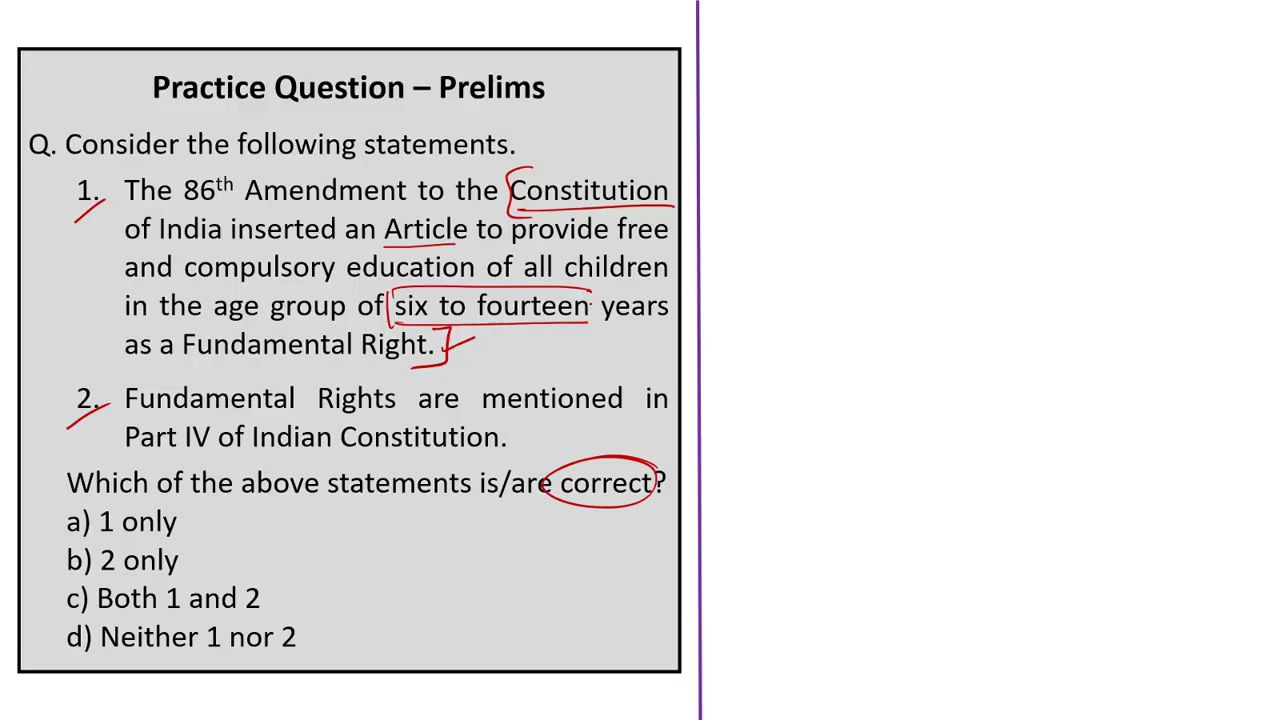 Practice Question – Prelims
Q. Consider the following statements.
1. The 86th Amendment to the Constitution
of India inserted an Article to provide free
and compulsory education of all children
in the age group of six to fourteen years
as a Fundamental Right.
2. Fundamental Rights are mentioned in
Part IV of Indian Constitution.
Which of the above statements is/are correct?
a) 1 only
b) 2 only
c) Both 1 and 2
d) Neither 1 nor 2